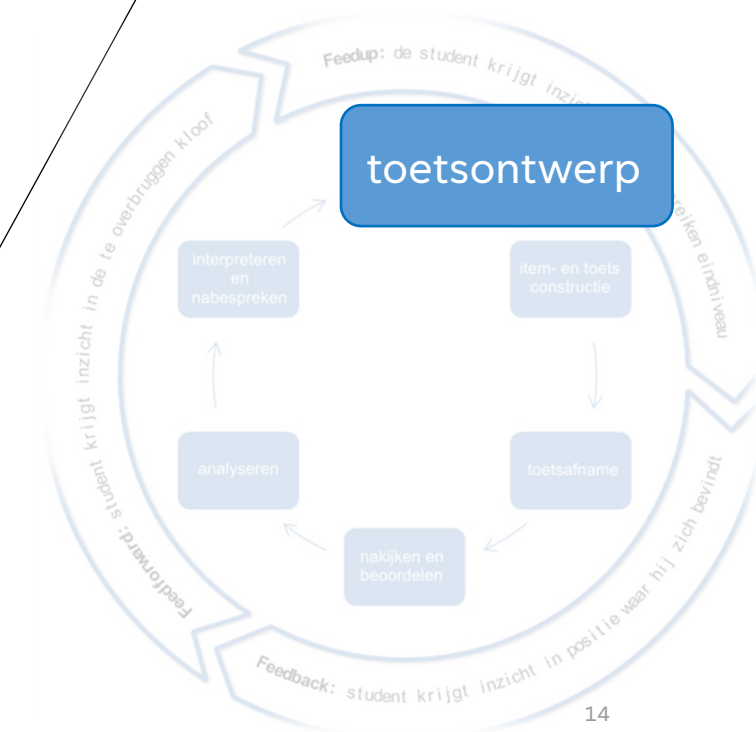 Feedup: de student krijgt inzic
reiken eindniveau
toetsontwerp
item- en toets
constructie
toetsafname
nakijken en
beoordelen
analyseren
interpreteren
en
nabespreken
Feedback: student krijgt inzicht in positie waar hij zich bevindt
Feedforward: student krijgt inzicht in de te overbruggen kloof
14